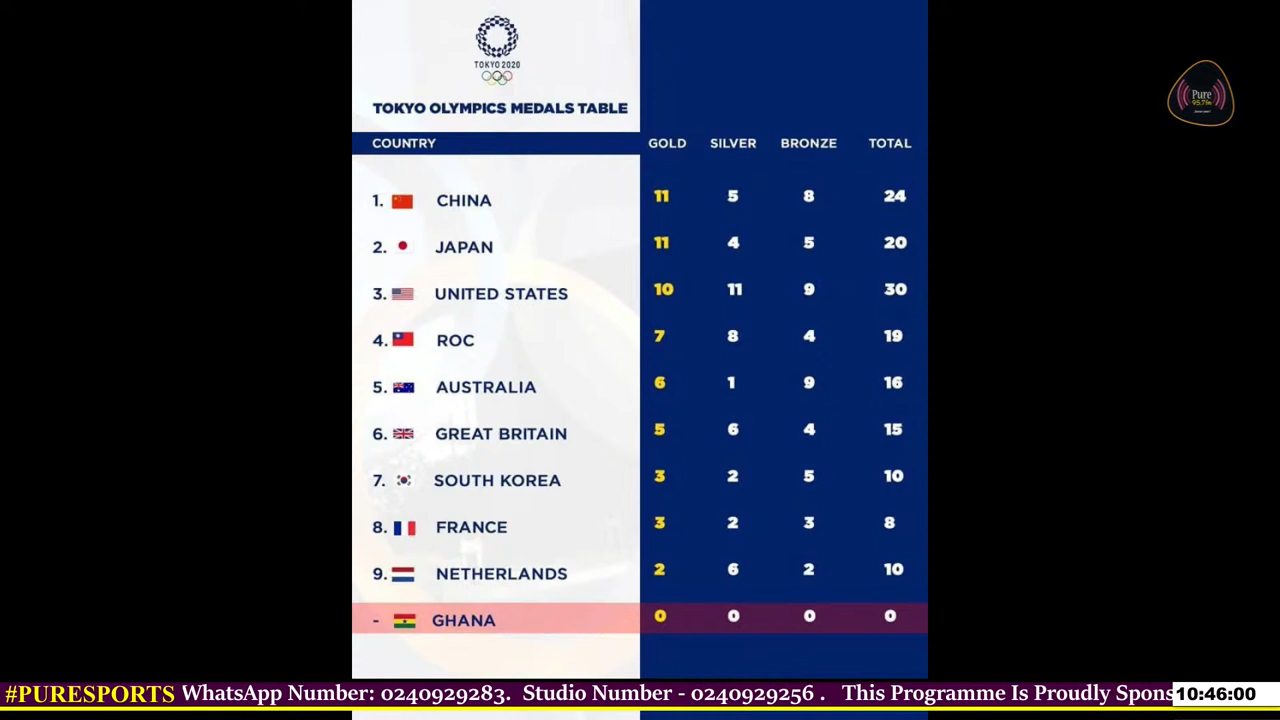 TOKYO 2020
TOKYO OLYMPICS MEDALS TABLE
COUNTRY GOLD SILVER BRONZE TOTAL
1. CHINA 11 5 8 24
2. JAPAN 11 4 5 20
3. UNITED STATES 10 11 9 30
4. ROC 7 8 4 19
5. AUSTRALIA 6 1 9 16
6. GREAT BRITAIN 5 6 4 15
7. SOUTH KOREA 3 2 5 10
8. FRANCE 3 2 3 8
9. NETHERLANDS 2 6 2 10
- GHANA 0 0 0 0
Pure
95.7fm
#PURESPORTS WhatsApp Number: 0240929283. Studio Number - 0240929256 . This Programme Is Proudly Spons 10:46:00